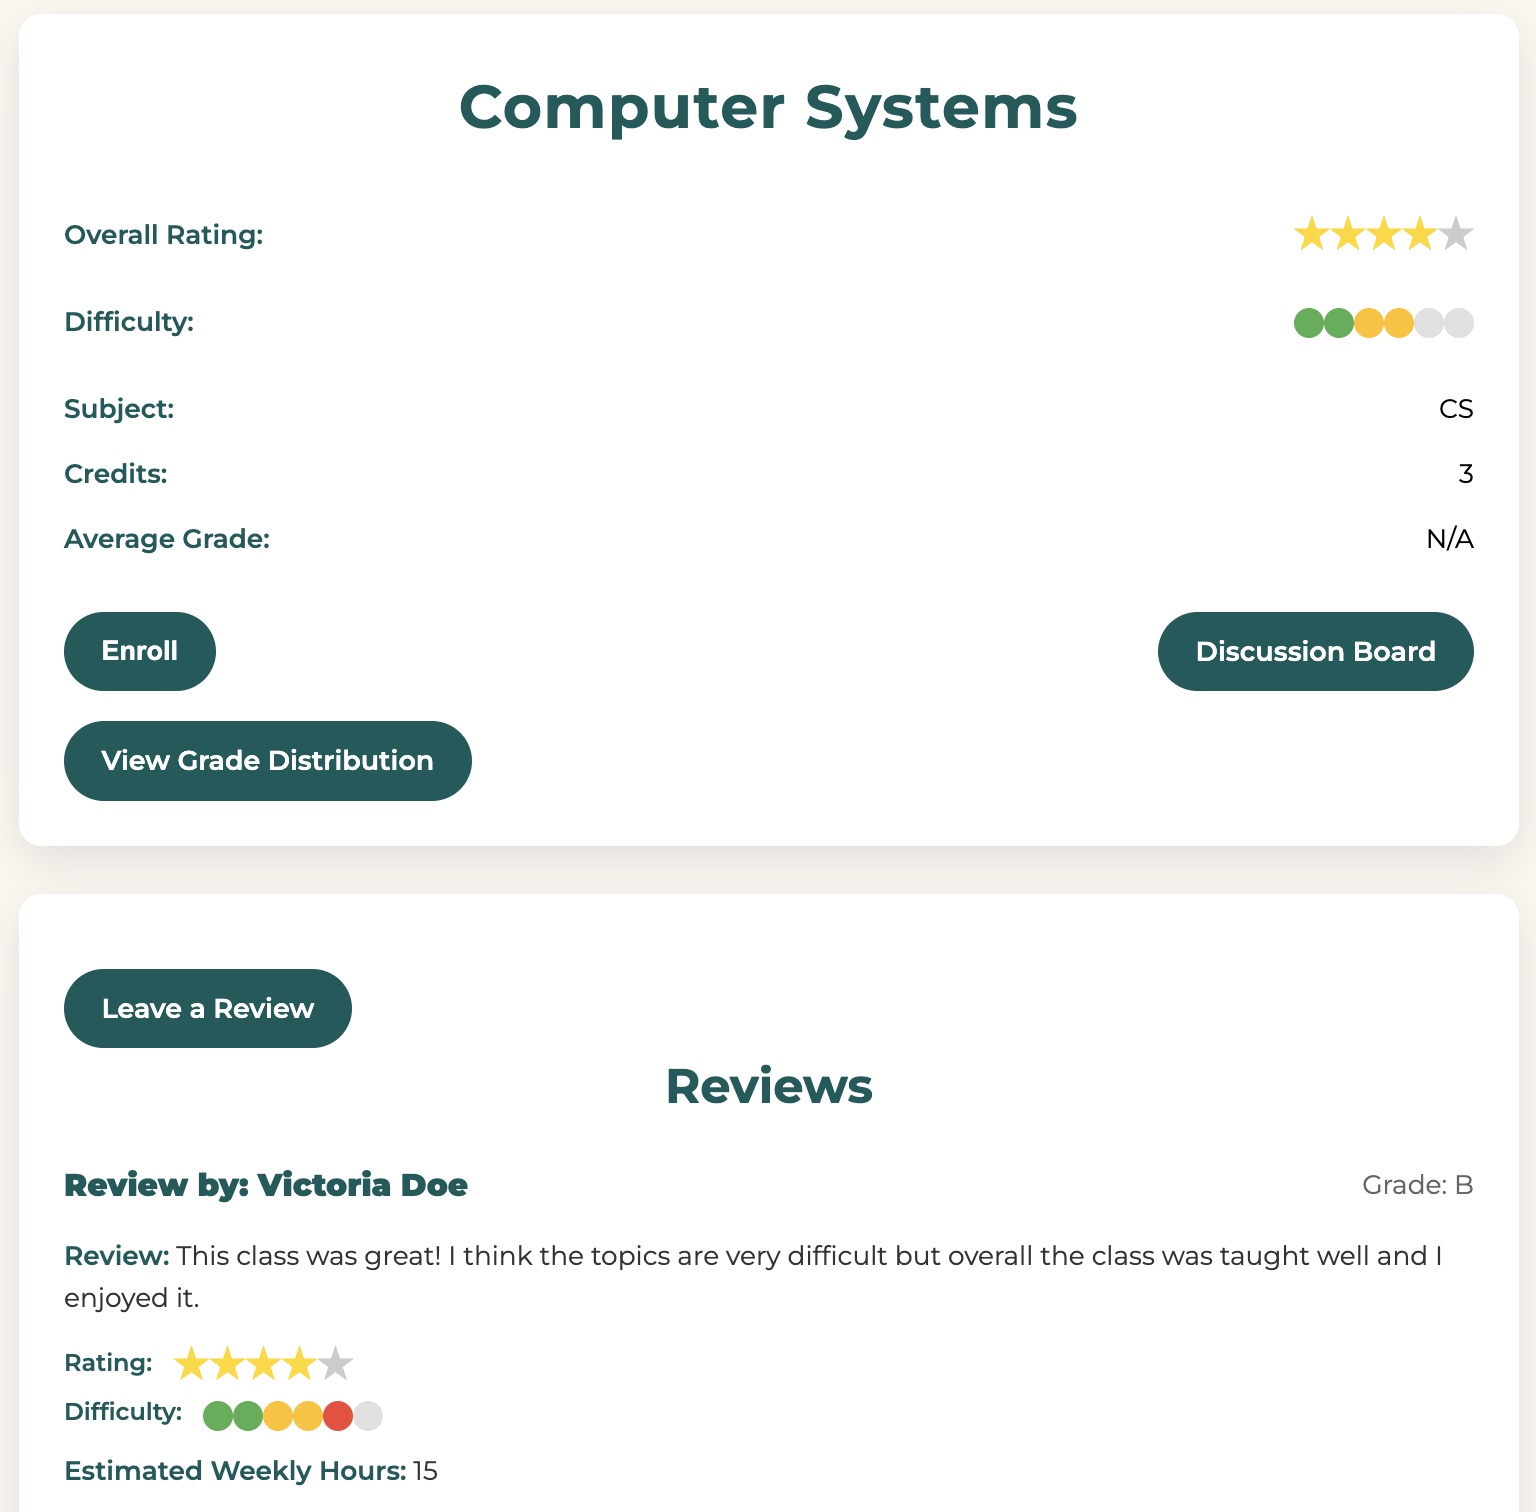 Computer Systems
Overall Rating:
Difficulty:
Subject: CS
Credits: 3
Average Grade: N/A
Enroll Discussion Board
View Grade Distribution
Leave a Review
Reviews
Review by: Victoria Doe Grade: B
Review: This class was great! I think the topics are very difficult but overall the class was taught well and I
enjoyed it.
Rating:
Difficulty:
Estimated Weekly Hours: 15